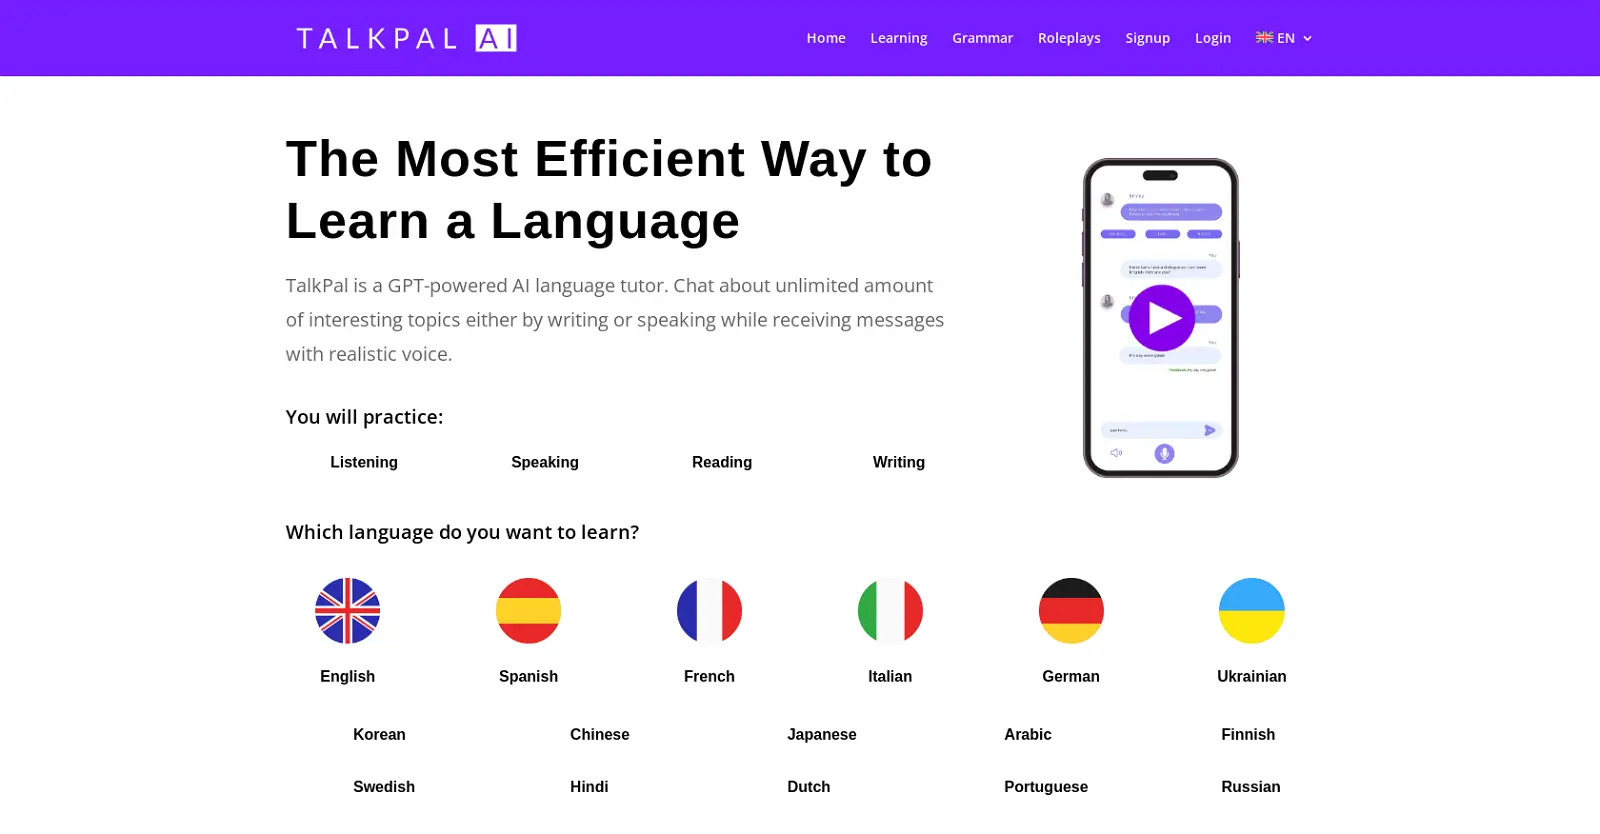 TALKPAL AI
Home Learning Grammar Roleplays Signup Login EN
The Most Efficient Way to
Learn a Language
TalkPal is a GPT-powered AI language tutor. Chat about unlimited amount
of interesting topics either by writing or speaking while receiving messages
with realistic voice.
You will practice:
Listening Speaking Reading Writing
Which language do you want to learn?
English Spanish French Italian German Ukrainian
Korean Chinese Japanese Arabic Finnish
Swedish Hindi Dutch Portuguese Russian